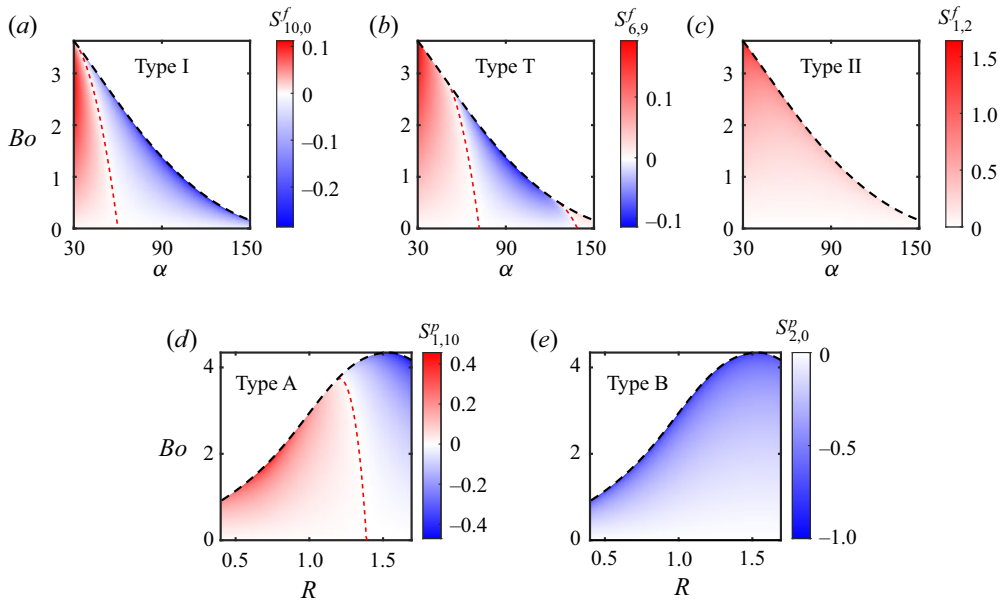 (a) Type I S^f_{10,0}
0.1
0
–0.1
–0.2
Bo
3
2
1
0
30 90 150
α
(b) Type T S^f_{6,9}
0.1
0
–0.1
3
2
1
0
30 90 150
α
(c) Type II S^f_{1,2}
1.5
1.0
0.5
0
3
2
1
0
30 90 150
α
(d) Type A S^p_{1,10}
0.4
0.2
0
–0.2
–0.4
Bo
4
2
0
0.5 1.0 1.5
R
(e) Type B S^p_{2,0}
0
–0.5
–1.0
4
2
0
0.5 1.0 1.5
R